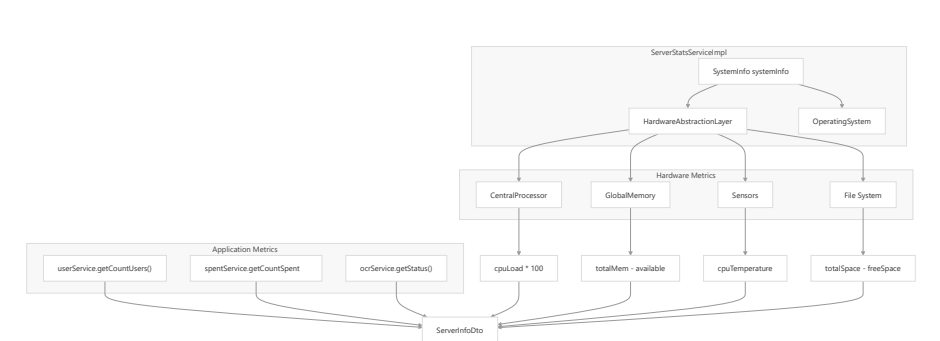 ServerStatsServiceImpl
SystemInfo systemInfo
HardwareAbstractionLayer
OperatingSystem
Hardware Metrics
CentralProcessor
GlobalMemory
Sensors
File System
Application Metrics
userService.getCountUsers()
spentService.getCountSpent
ocrService.getStatus()
cpuLoad * 100
totalMem - available
cpuTemperature
totalSpace - freeSpace
ServerInfoDto